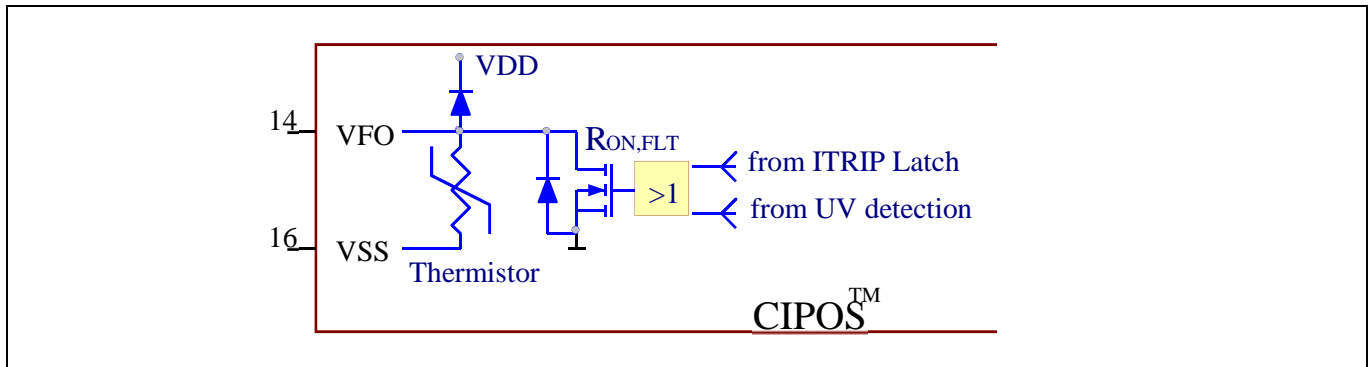 VDD
14 VFO
RON,FLT
from ITRIP Latch
>1
from UV detection
16 VSS
Thermistor
CIPOS™